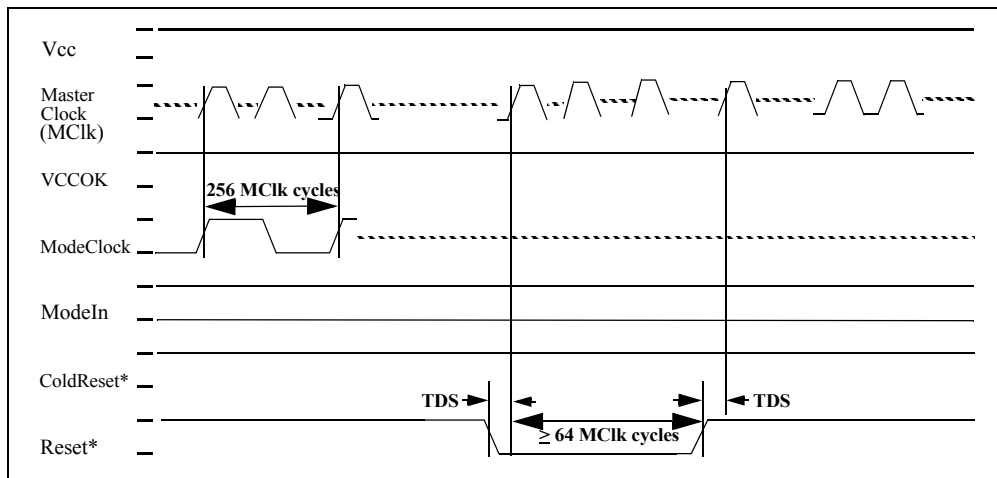 Vcc
Master
Clock
(MClk)
VCCOK
256 MClk cycles
ModeClock
ModeIn
ColdReset*
TDS
TDS
≥ 64 MClk cycles
Reset*